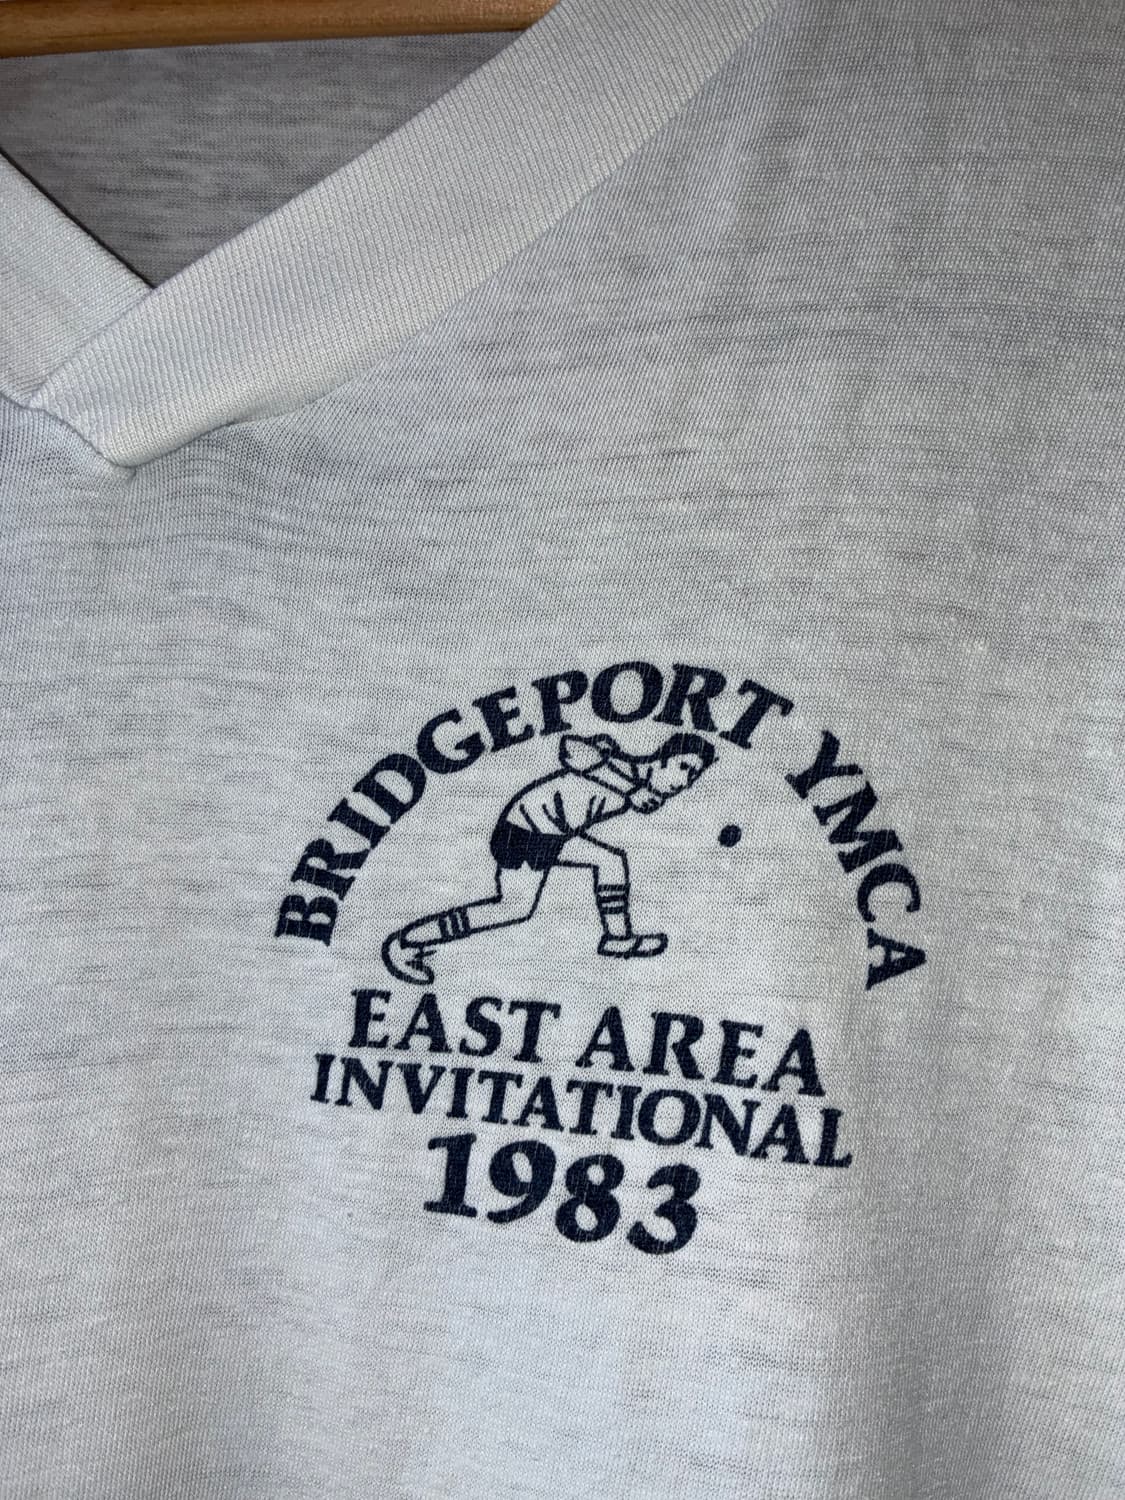 BRIDGEPORT YMCA
EAST AREA
INVITATIONAL
1983